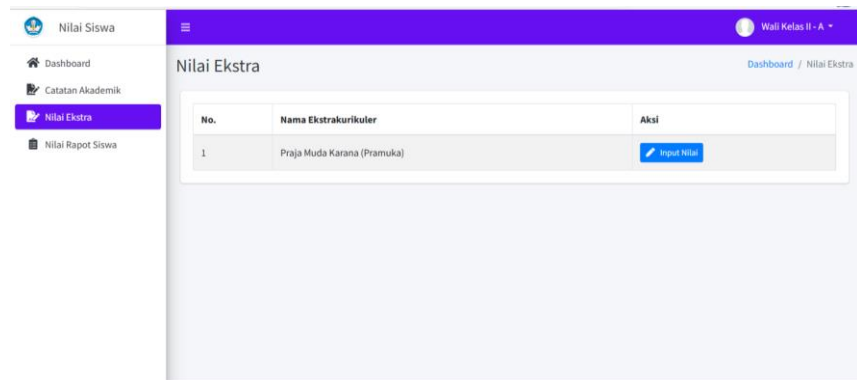 Nilai Siswa
Wali Kelas II - A
Dashboard
Catatan Akademik
Nilai Ekstra
Nilai Rapot Siswa
Nilai Ekstra
Dashboard / Nilai Ekstra
No. Nama Ekstrakurikuler Aksi
1 Praja Muda Karana (Pramuka) Input Nilai